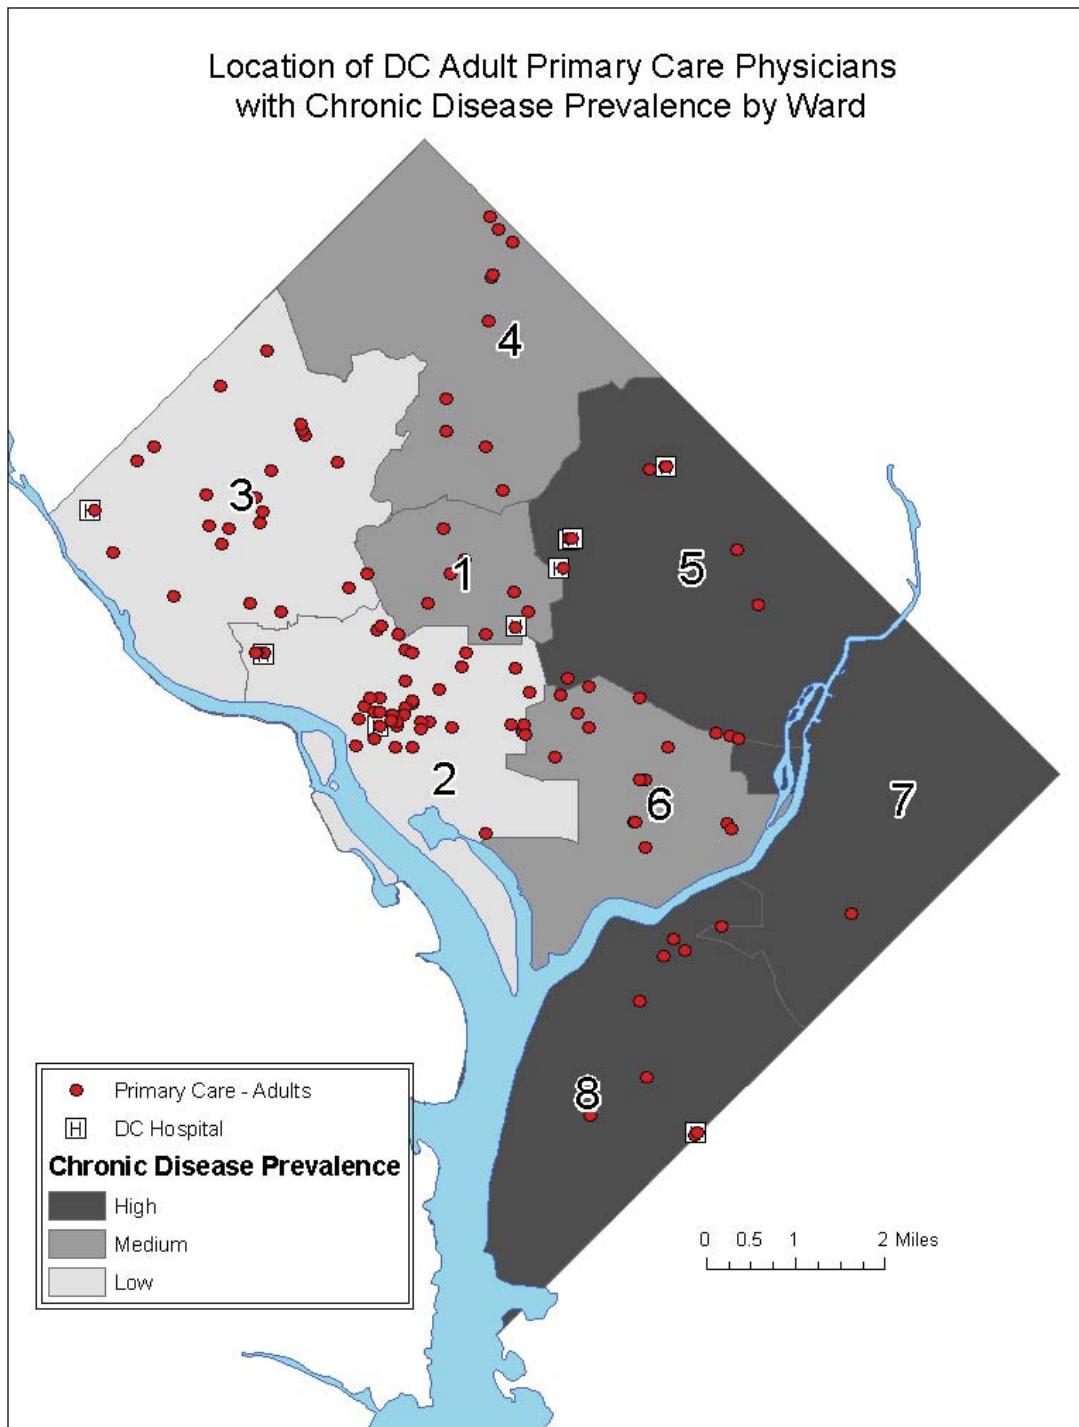 Location of DC Adult Primary Care Physicians
with Chronic Disease Prevalence by Ward
4
3
1
5
2
6
7
8
H
H
H
H
H
H
H
H
Primary Care - Adults
H DC Hospital
Chronic Disease Prevalence
High
Medium
Low
0 0.5 1 2 Miles